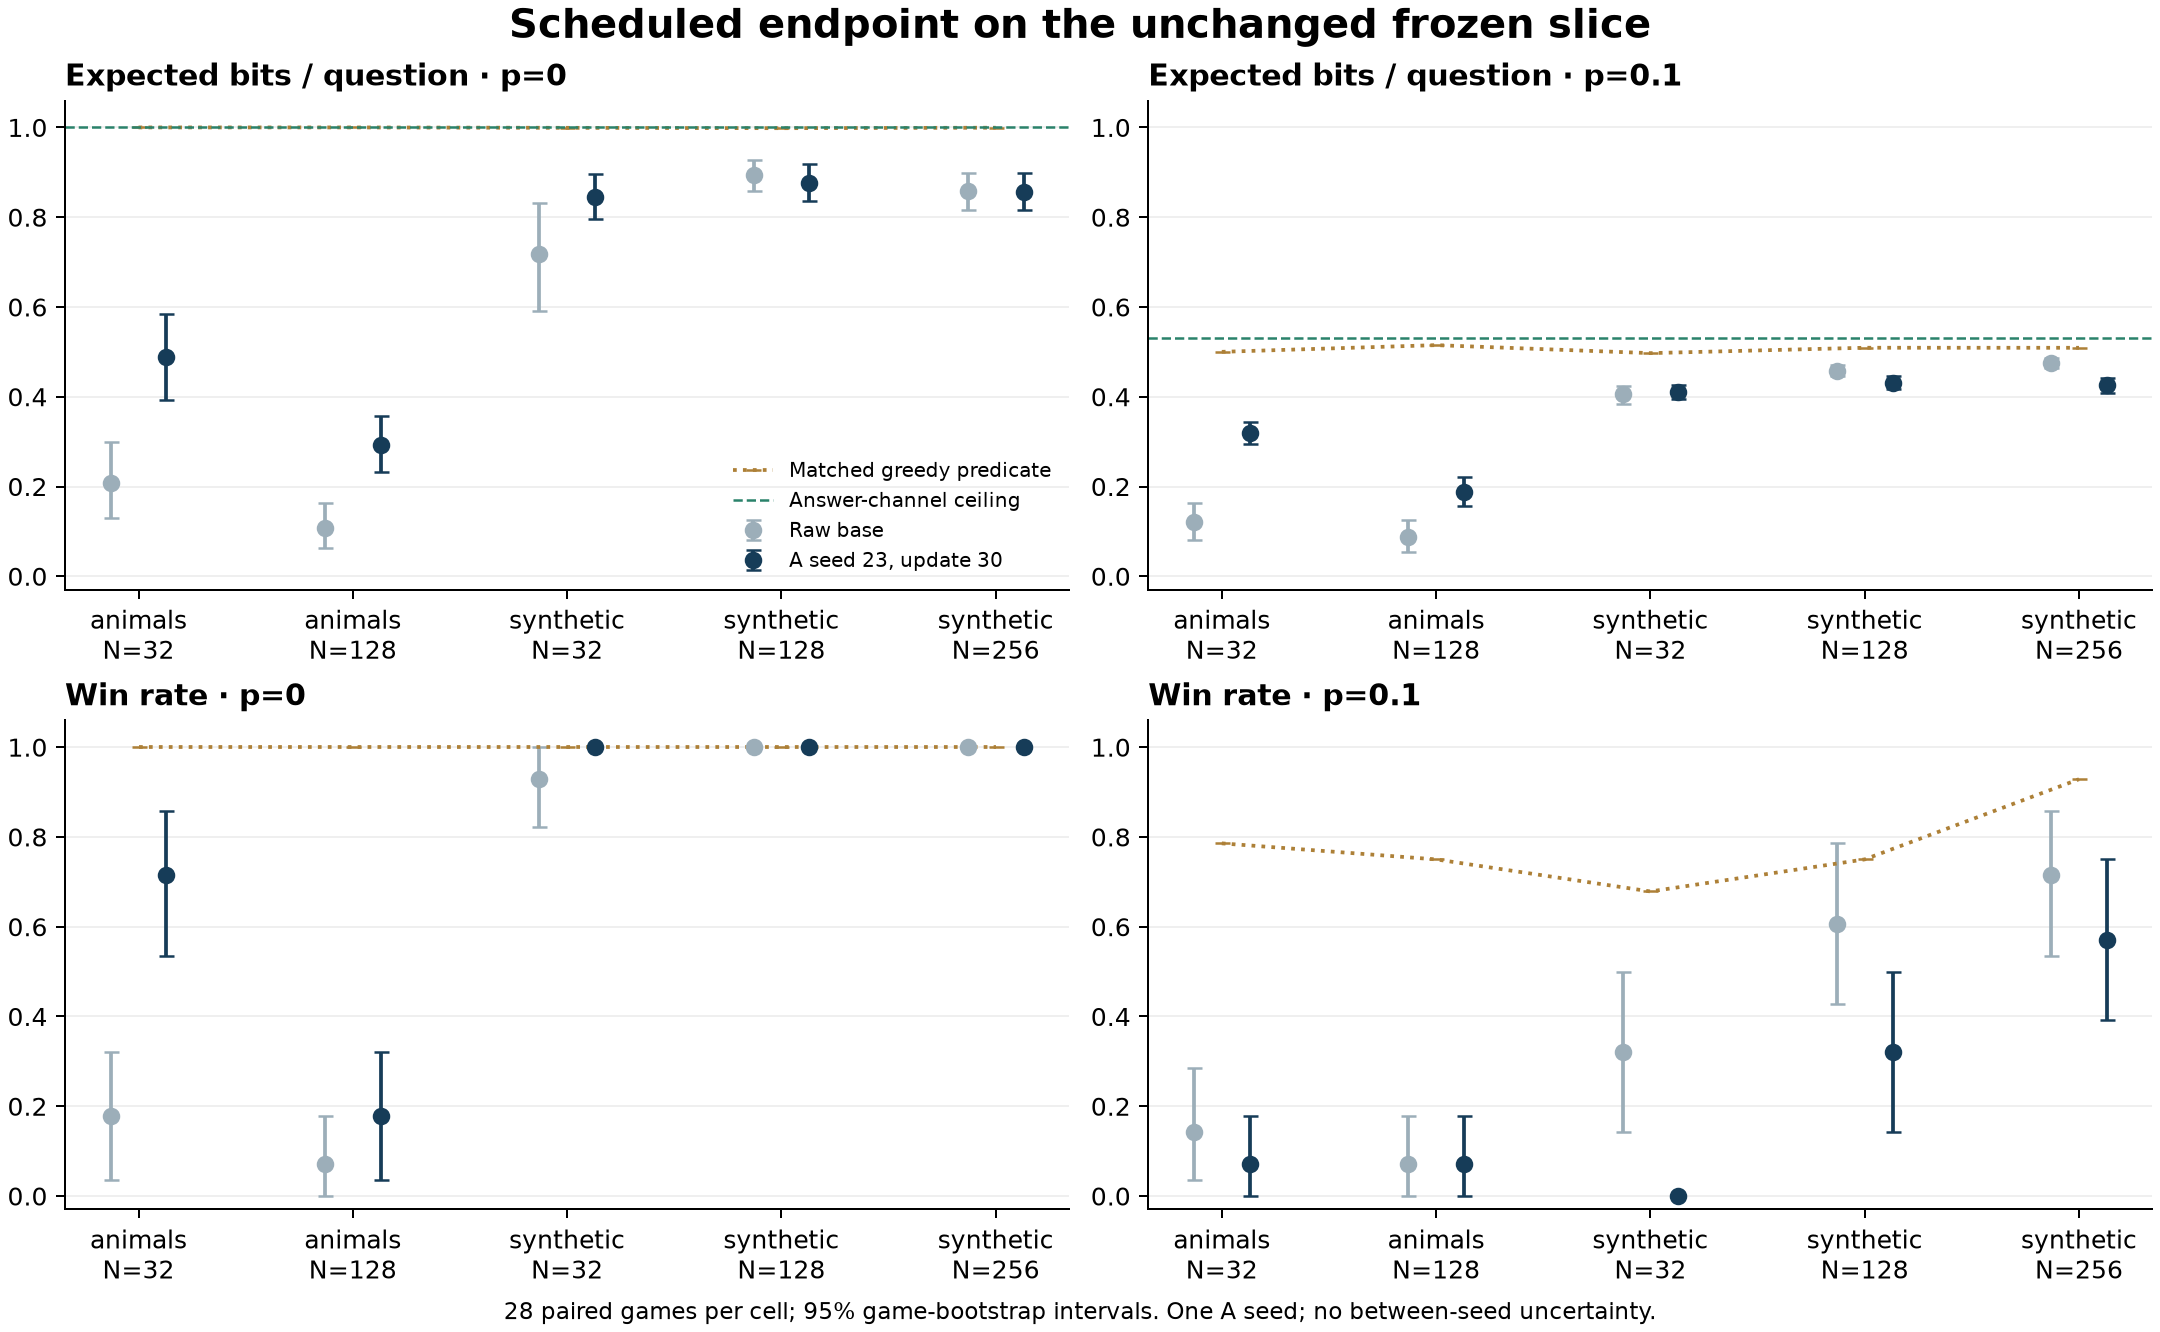 Scheduled endpoint on the unchanged frozen slice
Expected bits / question · p=0
1.0
0.8
0.6
0.4
0.2
0.0
Matched greedy predicate
Answer-channel ceiling
Raw base
A seed 23, update 30
animals animals synthetic synthetic synthetic
N=32 N=128 N=32 N=128 N=256
Expected bits / question · p=0.1
1.0
0.8
0.6
0.4
0.2
0.0
animals animals synthetic synthetic synthetic
N=32 N=128 N=32 N=128 N=256
Win rate · p=0
1.0
0.8
0.6
0.4
0.2
0.0
animals animals synthetic synthetic synthetic
N=32 N=128 N=32 N=128 N=256
Win rate · p=0.1
1.0
0.8
0.6
0.4
0.2
0.0
animals animals synthetic synthetic synthetic
N=32 N=128 N=32 N=128 N=256
28 paired games per cell; 95% game-bootstrap intervals. One A seed; no between-seed uncertainty.